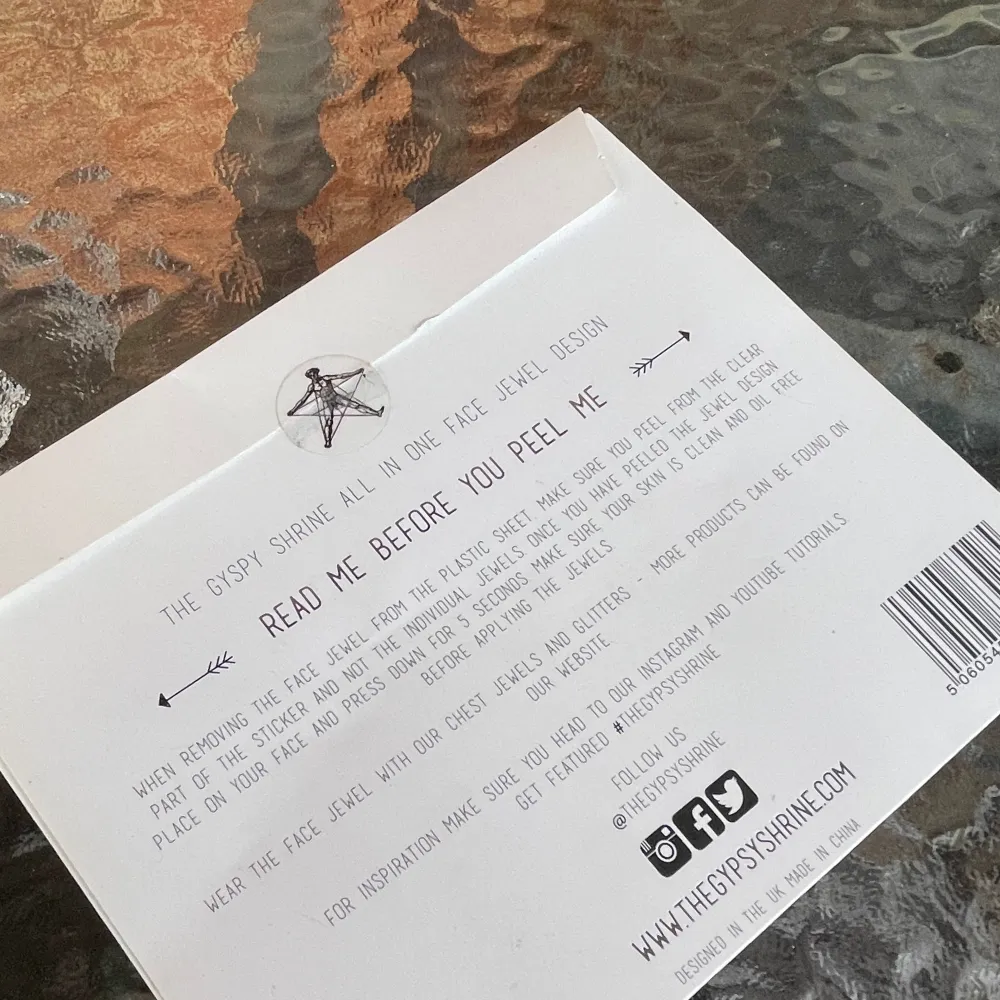 THE GYSPY SHRINE ALL IN ONE FACE JEWEL DESIGN
READ ME BEFORE YOU PEEL ME
WHEN REMOVING THE FACE JEWEL FROM THE PLASTIC SHEET MAKE SURE YOU PEEL FROM THE CLEAR
PART OF THE STICKER AND NOT THE INDIVIDUAL JEWELS ONCE YOU HAVE PEELED THE JEWEL DESIGN
PLACE ON YOUR FACE AND PRESS DOWN FOR 5 SECONDS MAKE SURE YOUR SKIN IS CLEAN AND OIL FREE
BEFORE APPLYING THE JEWELS
WEAR THE FACE JEWEL WITH OUR CHEST JEWELS AND GLITTERS - MORE PRODUCTS CAN BE FOUND ON
OUR WEBSITE
FOR INSPIRATION MAKE SURE YOU HEAD TO OUR INSTAGRAM AND YOUTUBE TUTORIALS.
GET FEATURED #THEGYPSYSHRINE
FOLLOW US
@THEGYPSYSHRINE
WWW.THEGYPSYSHRINE.COM
DESIGNED IN THE UK MADE IN CHINA
5 06054